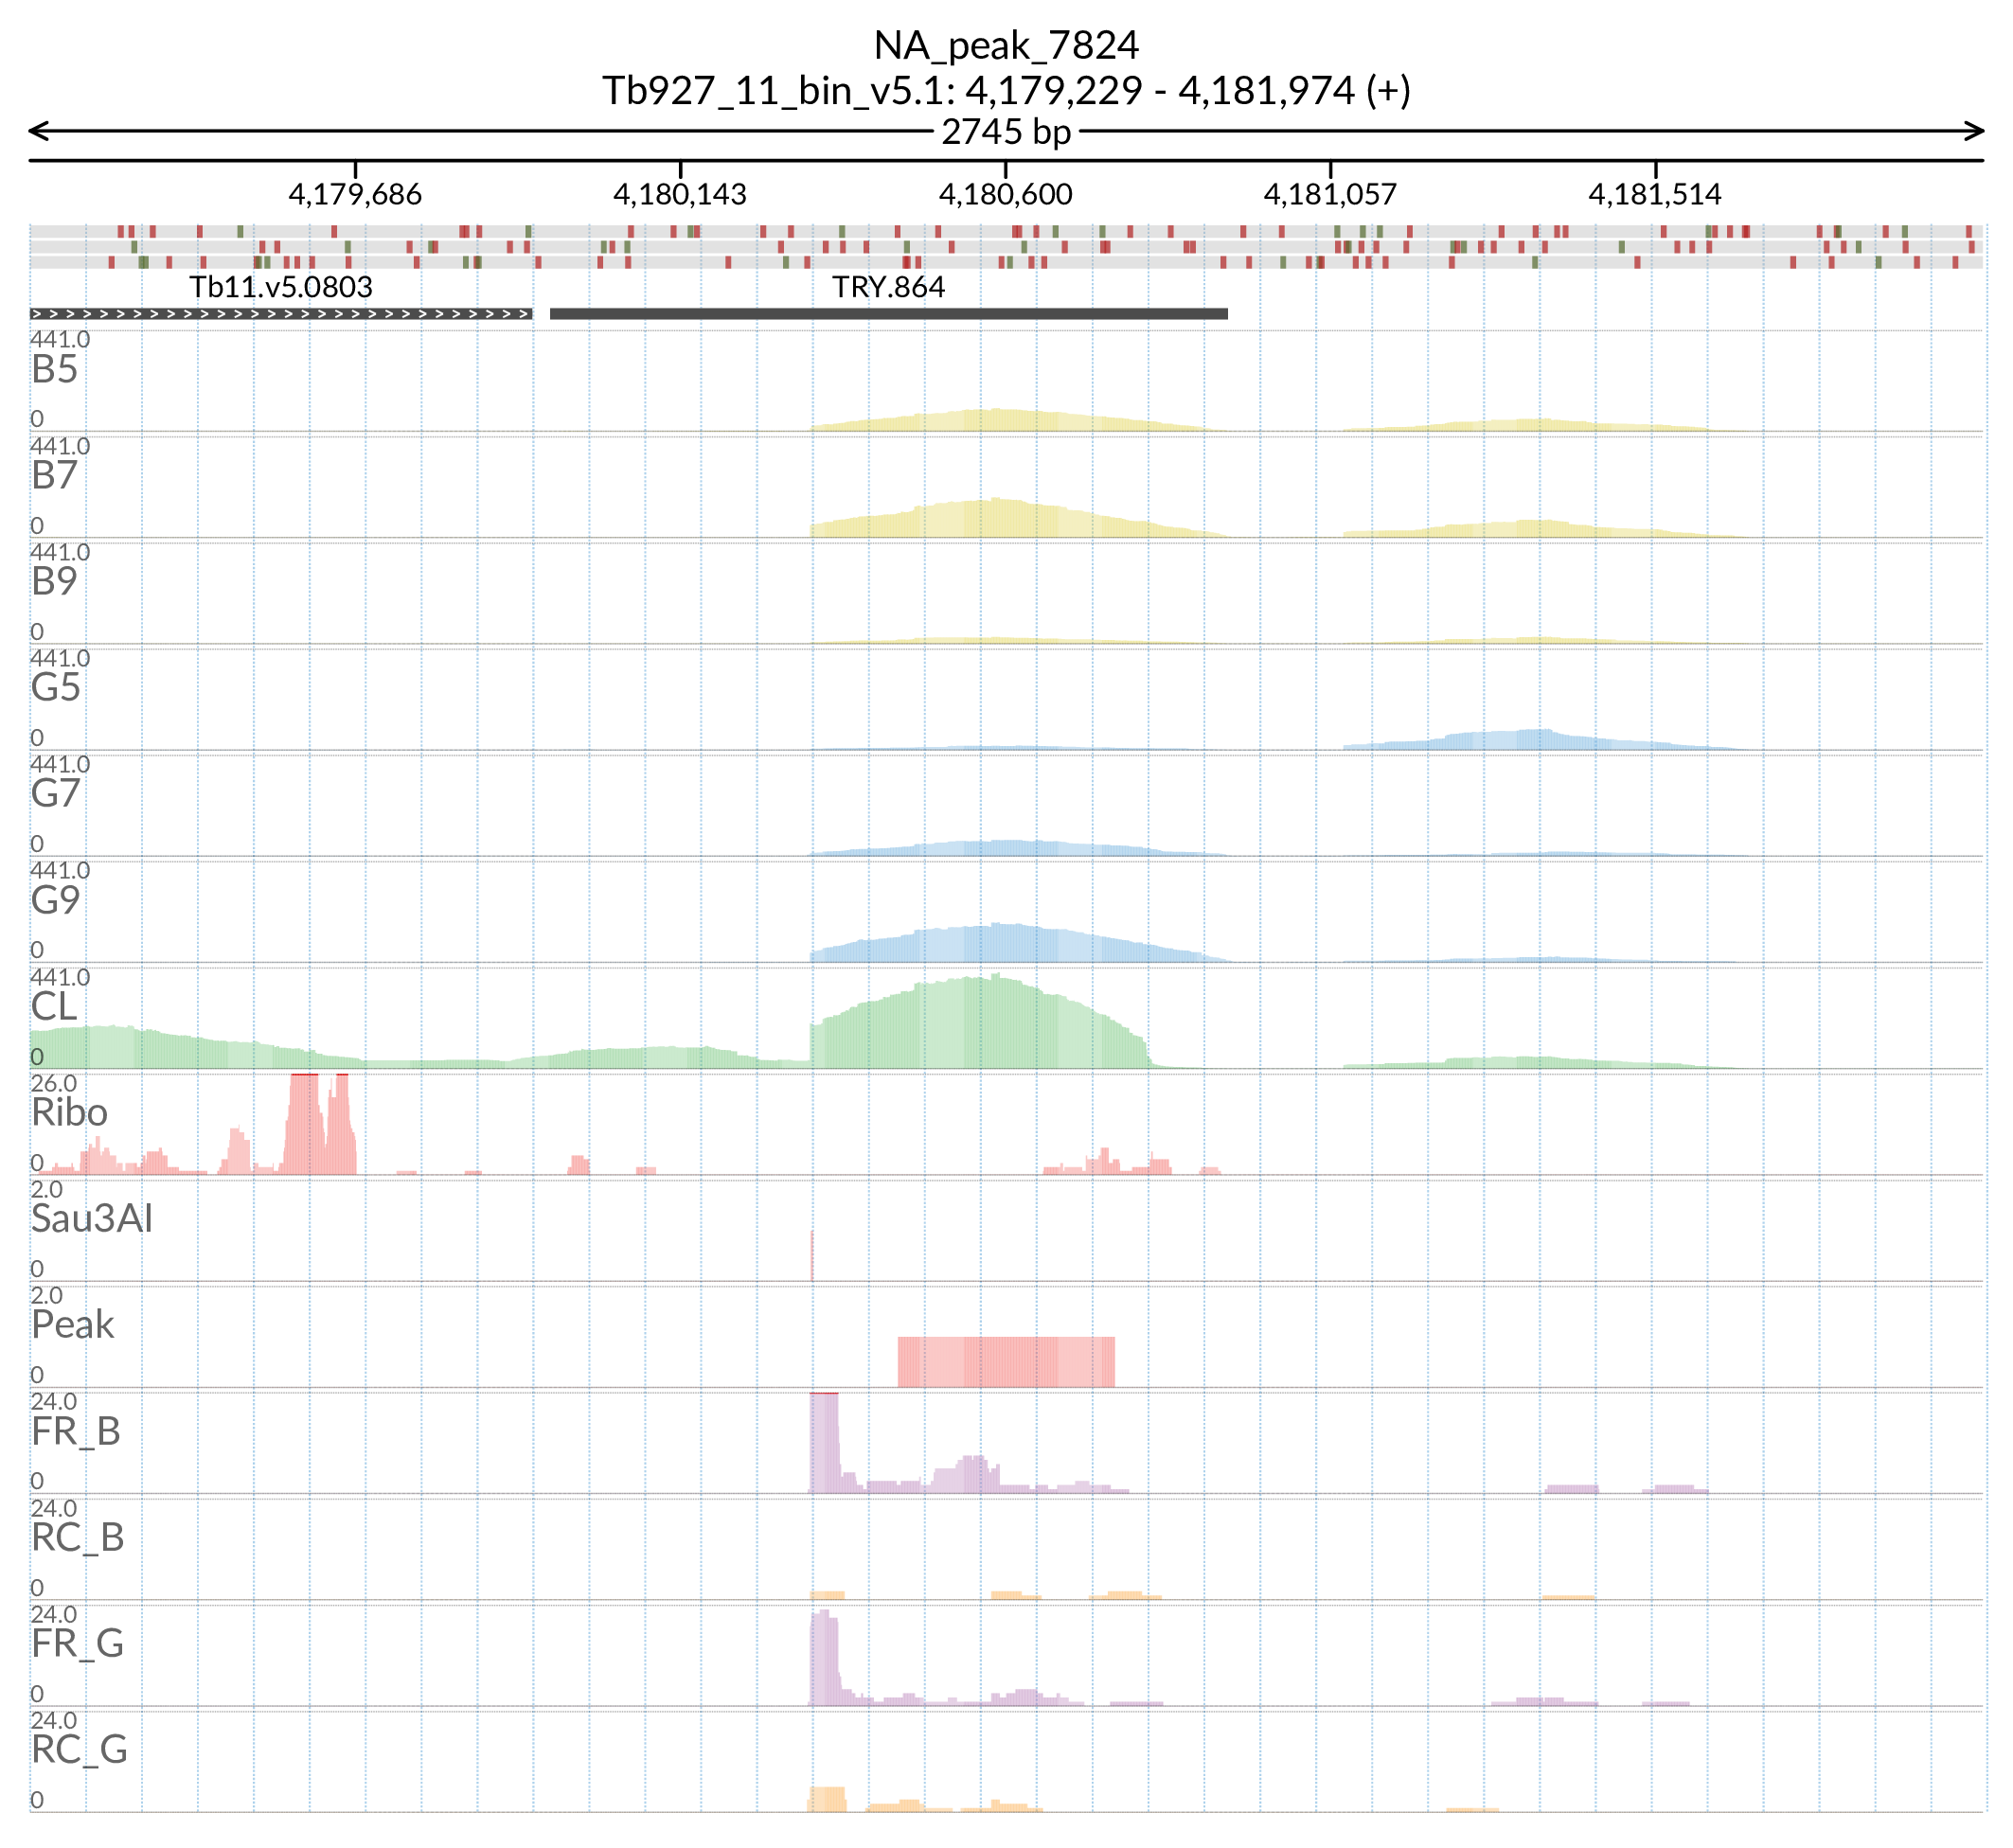 NA_peak_7824
Tb927_11_bin_v5.1: 4,179,229 - 4,181,974 (+)
2745 bp
4,179,686 4,180,143 4,180,600 4,181,057 4,181,514
Tb11.v5.0803 TRY.864
441.0
B5
0
441.0
B7
0
441.0
B9
0
441.0
G5
0
441.0
G7
0
441.0
G9
0
441.0
CL
0
26.0
Ribo
0
2.0
Sau3AI
0
2.0
Peak
0
24.0
FR_B
0
24.0
RC_B
0
24.0
FR_G
0
24.0
RC_G
0